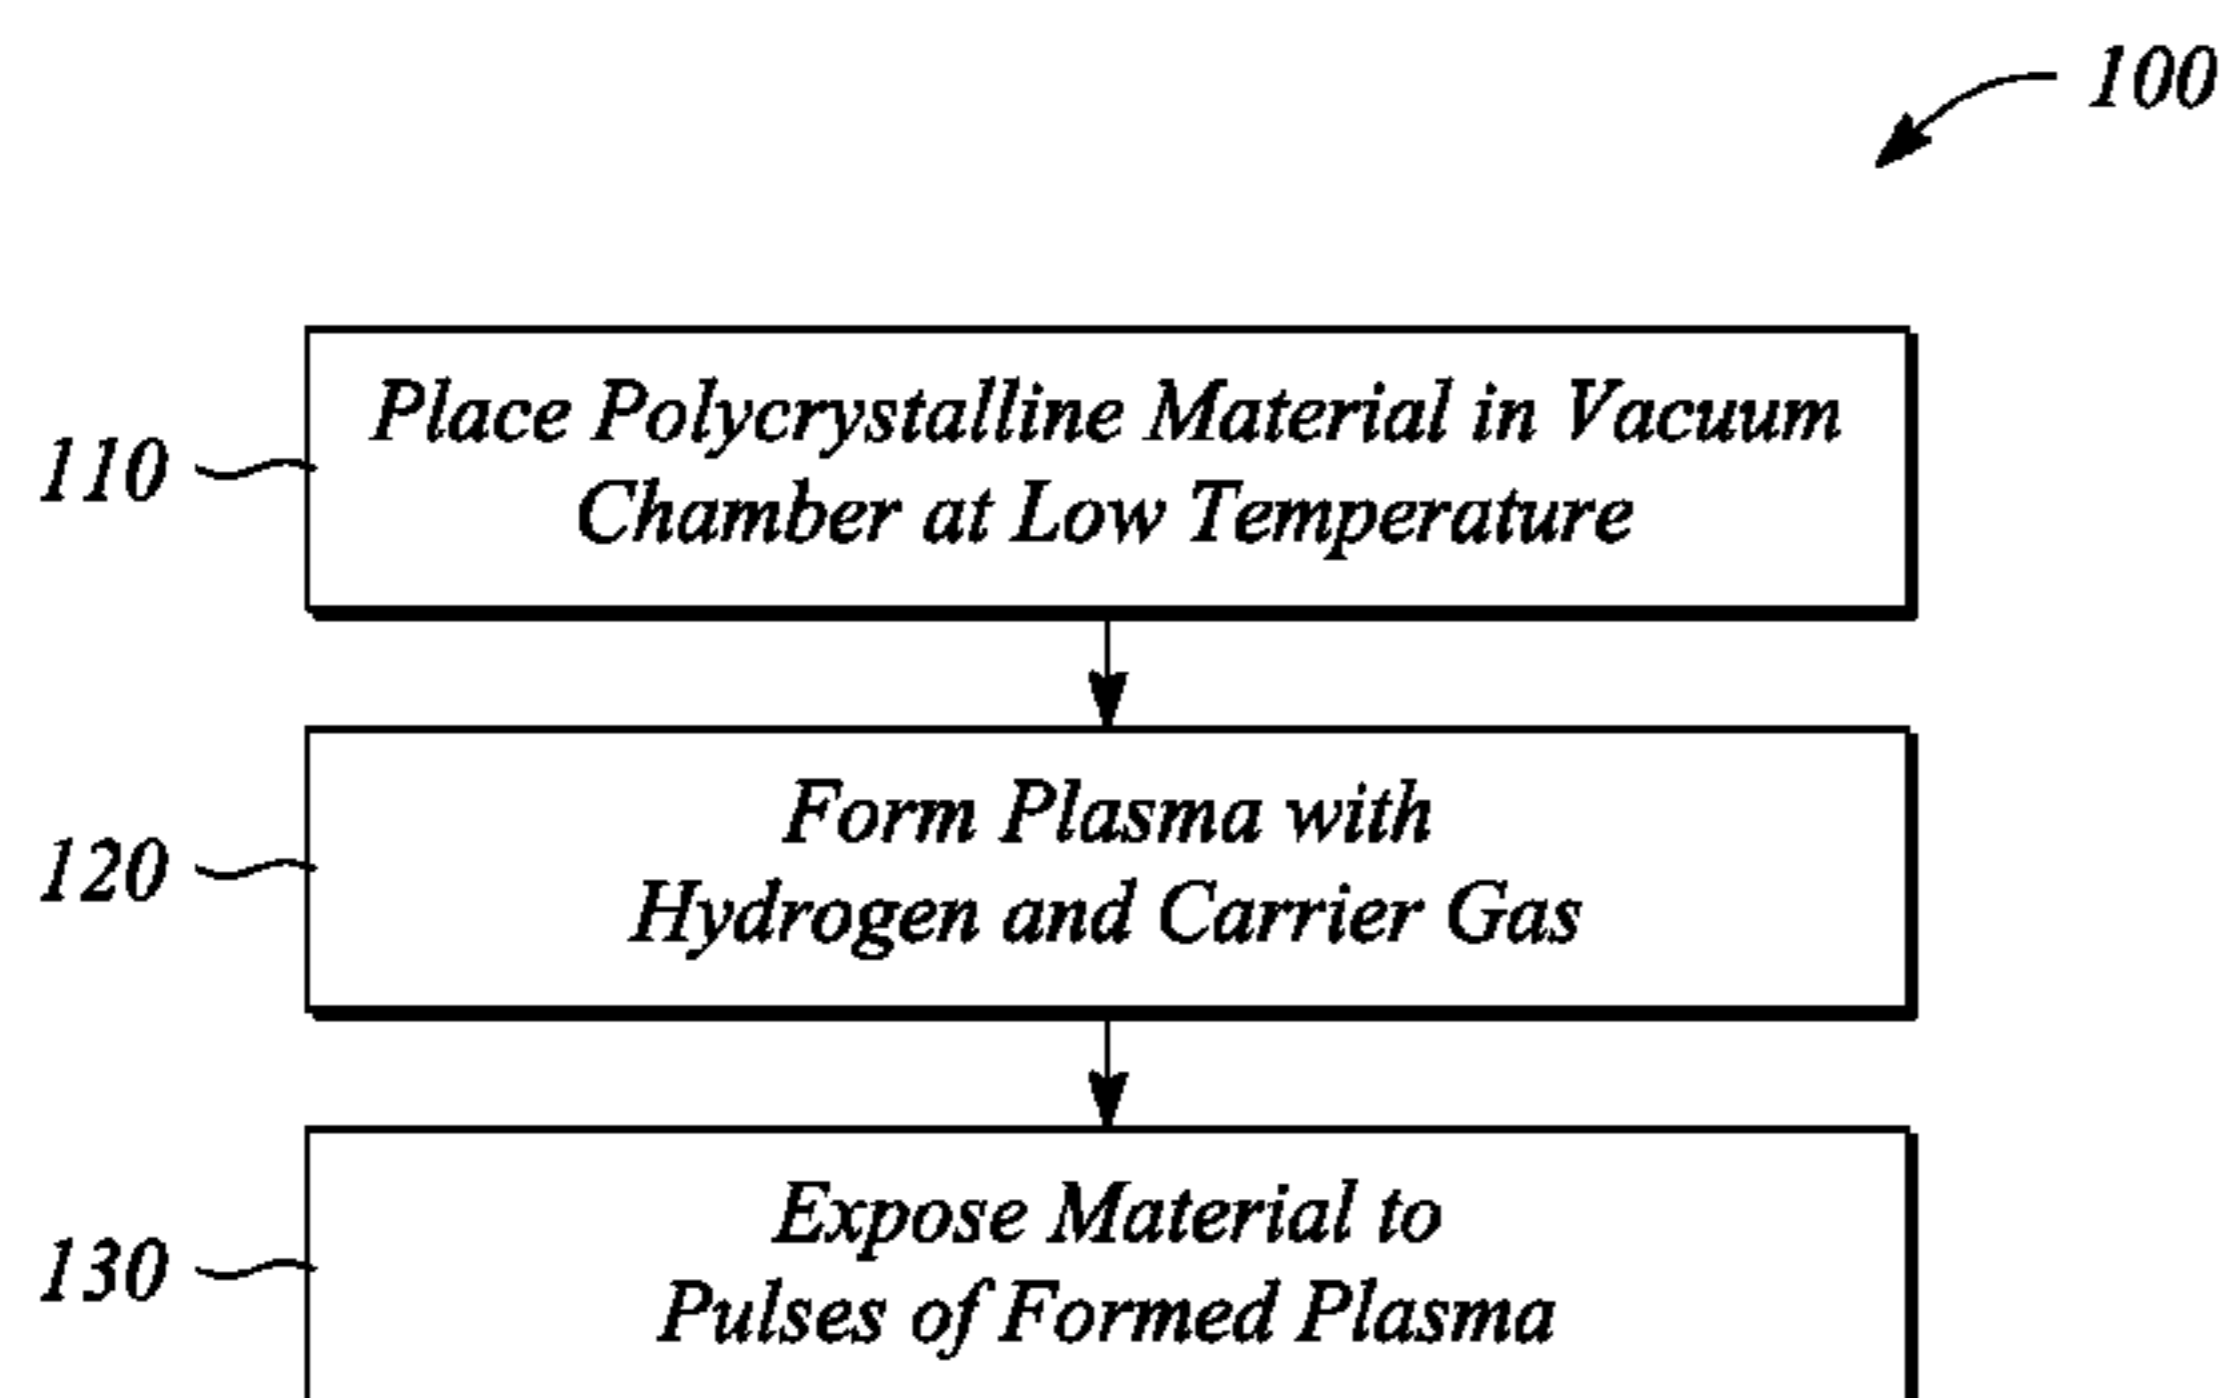 100
110
Place Polycrystalline Material in Vacuum
Chamber at Low Temperature
120
Form Plasma with
Hydrogen and Carrier Gas
130
Expose Material to
Pulses of Formed Plasma